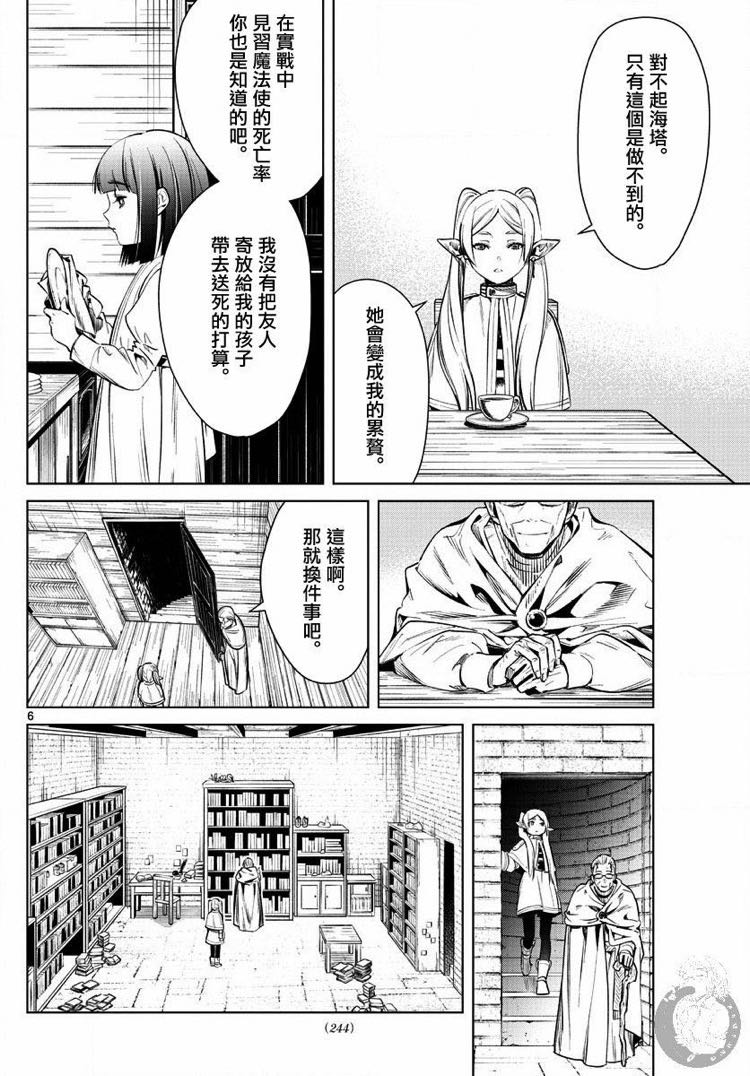 對不起海塔。
只有這個是做不到的。
她會變成我的累贅。
在實戰中
見習魔法使的死亡率
你也是知道的吧。
我沒有把友人
寄放給我的孩子
帶去送死的打算。
這樣啊。
那就換件事吧。
6
(244)